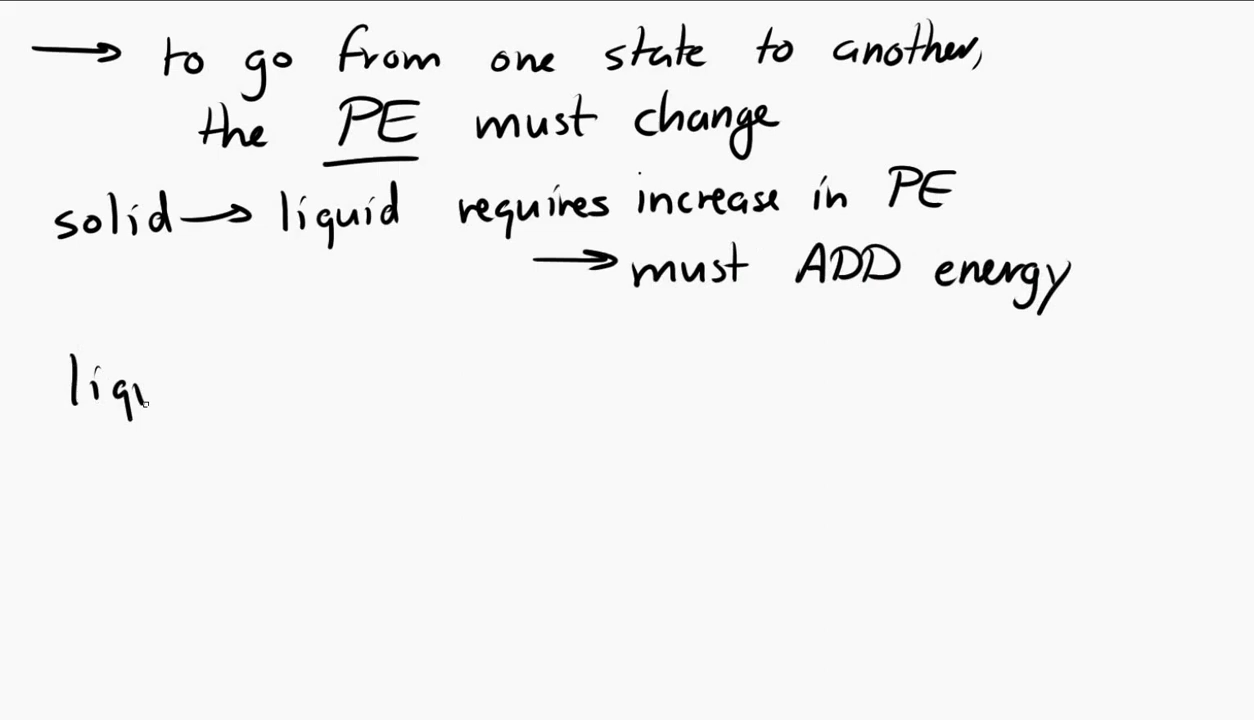 → to go from one state to another,
the PE must change
solid → liquid requires increase in PE
→ must ADD energy
liqu